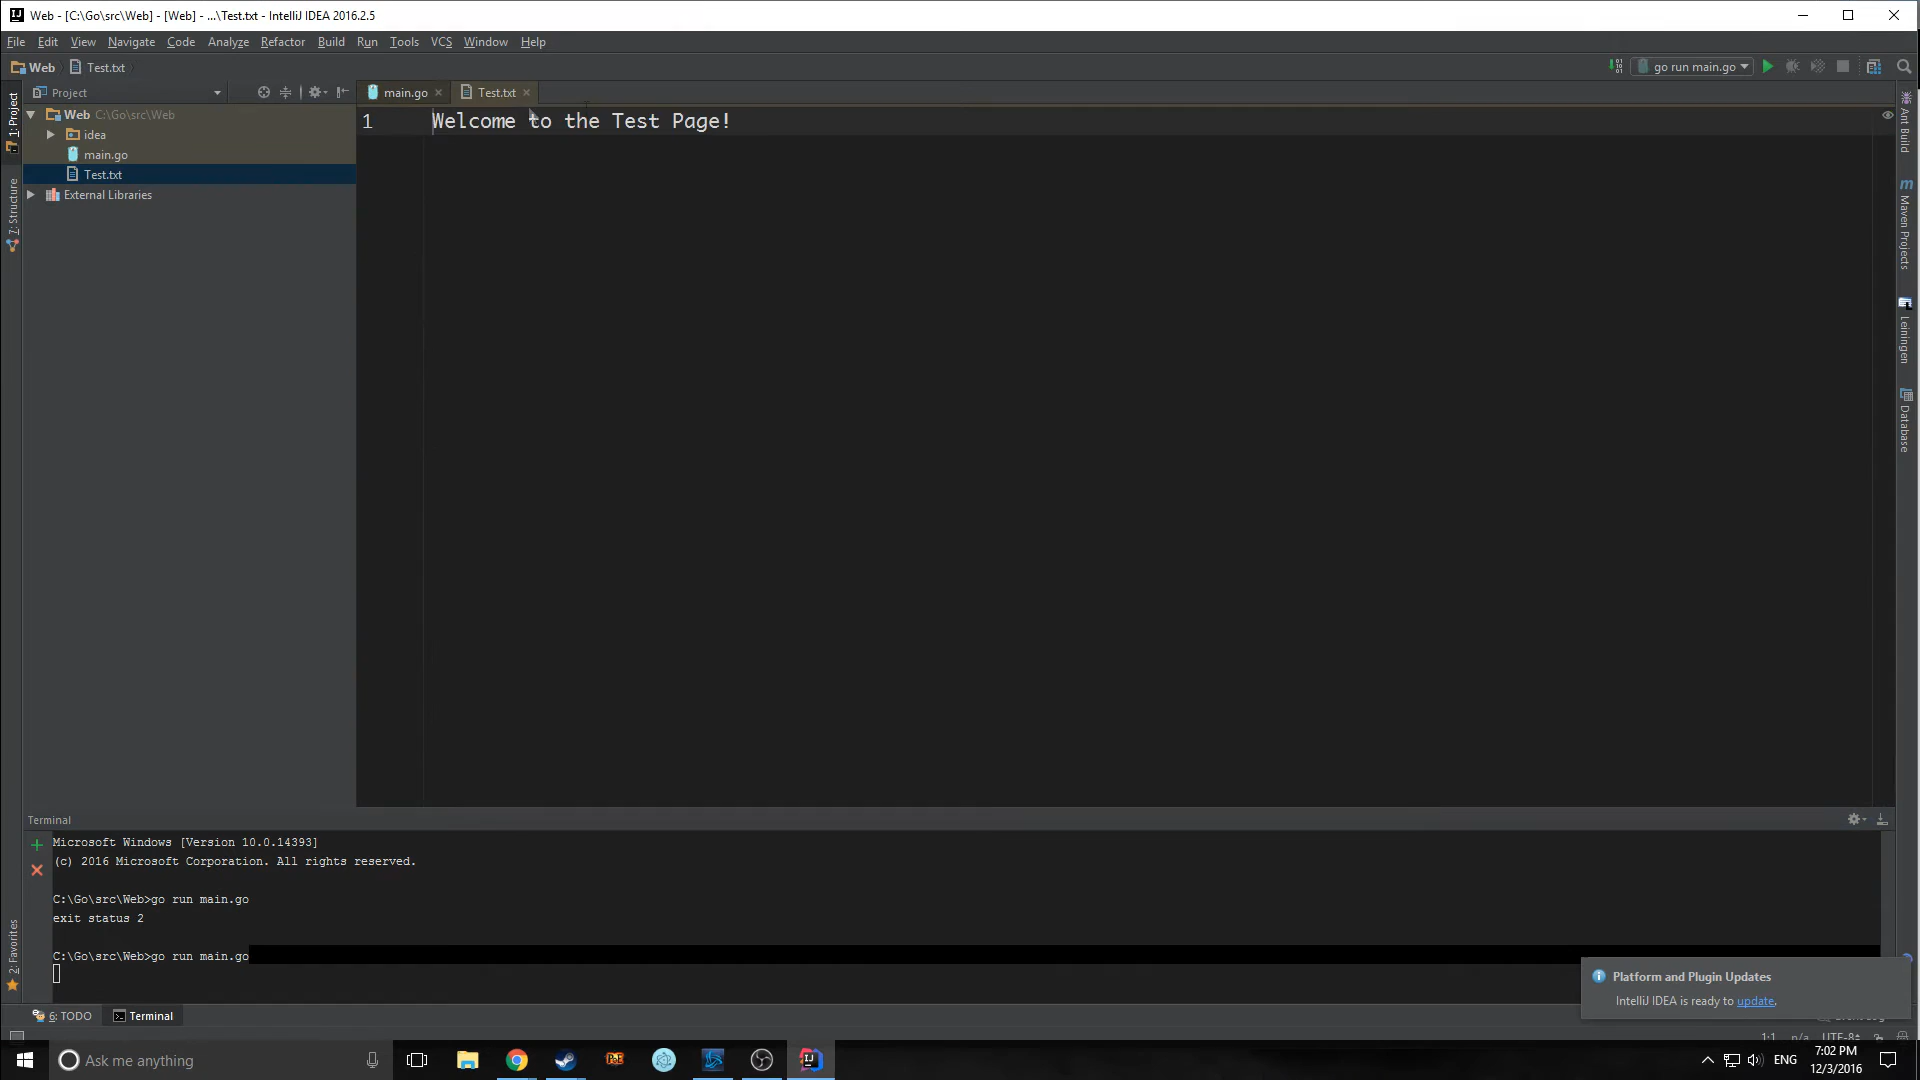 Web - [C:\Go\src\Web] - [Web] - ...\Test.txt - IntelliJ IDEA 2016.2.5
File Edit View Navigate Code Analyze Refactor Build Run Tools VCS Window Help
Web Test.txt
go run main.go
Project
main.go
Test.txt
1: Project
Web C:\Go\src\Web
idea
main.go
Test.txt
External Libraries
7: Structure
1 Welcome to the Test Page!
Ant Build
Maven Projects
Leiningen
Database
Terminal
Microsoft Windows [Version 10.0.14393]
(c) 2016 Microsoft Corporation. All rights reserved.
C:\Go\src\Web>go run main.go
exit status 2
C:\Go\src\Web>go run main.go
2: Favorites
Platform and Plugin Updates
IntelliJ IDEA is ready to update.
6: TODO Terminal
1:1 n/a UTF-8
Ask me anything
ENG
7:02 PM
12/3/2016